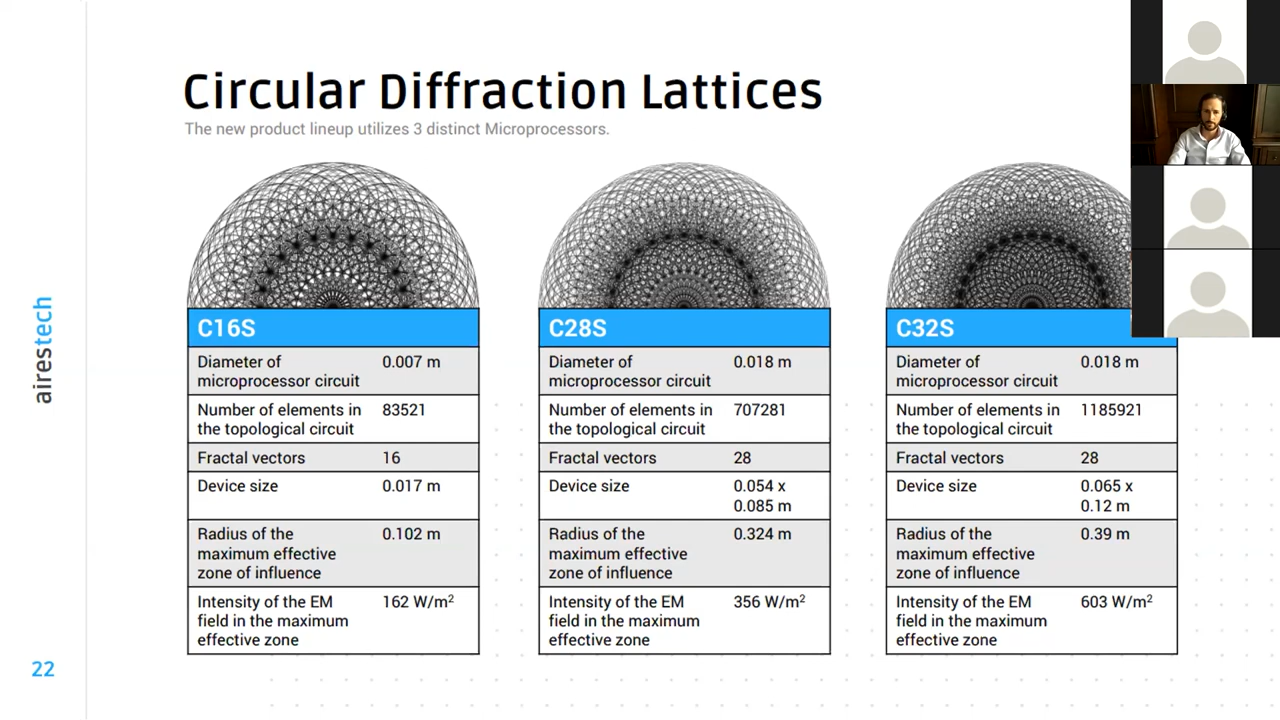 Circular Diffraction Lattices
The new product lineup utilizes 3 distinct Microprocessors.
C16S
Diameter of
microprocessor circuit
0.007 m
Number of elements in
the topological circuit
83521
Fractal vectors
16
Device size
0.017 m
Radius of the
maximum effective
zone of influence
0.102 m
Intensity of the EM
field in the maximum
effective zone
162 W/m²
C28S
Diameter of
microprocessor circuit
0.018 m
Number of elements in
the topological circuit
707281
Fractal vectors
28
Device size
0.054 x
0.085 m
Radius of the
maximum effective
zone of influence
0.324 m
Intensity of the EM
field in the maximum
effective zone
356 W/m²
C32S
Diameter of
microprocessor circuit
0.018 m
Number of elements in
the topological circuit
1185921
Fractal vectors
28
Device size
0.065 x
0.12 m
Radius of the
maximum effective
zone of influence
0.39 m
Intensity of the EM
field in the maximum
effective zone
603 W/m²
airestech
22